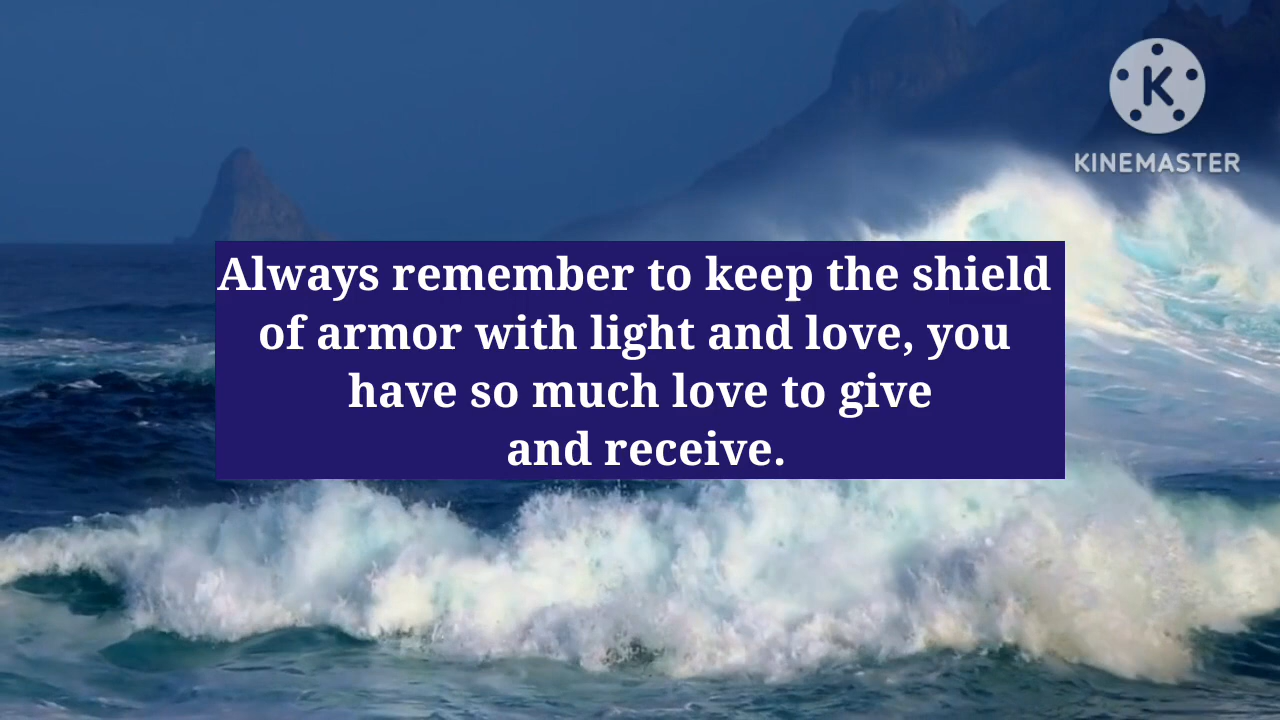 K
KINEMASTER
Always remember to keep the shield
of armor with light and love, you
have so much love to give
and receive.